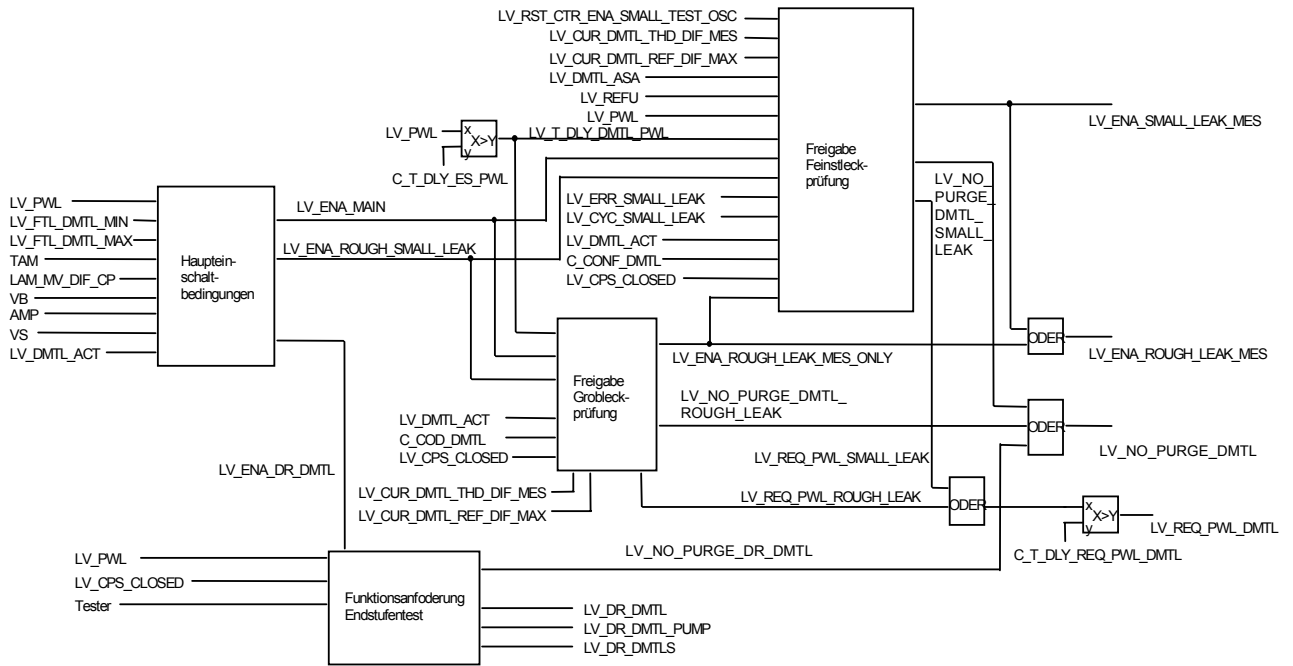 LV_RST_CTR_ENA_SMALL_TEST_OSC
LV_CUR_DMTL_THD_DIF_MES
LV_CUR_DMTL_REF_DIF_MAX
LV_DMTL_ASA
LV_REFU
LV_PWL
LV_T_DLY_DMTL_PWL
LV_PWL
x
X>Y
y
C_T_DLY_ES_PWL
LV_ERR_SMALL_LEAK
LV_CYC_SMALL_LEAK
LV_DMTL_ACT
C_CONF_DMTL
LV_CPS_CLOSED
Freigabe
Feinstleck-
prüfung
LV_ENA_SMALL_LEAK_MES
LV_NO_
PURGE_
DMTL_
SMALL_
LEAK
LV_PWL
LV_FTL_DMTL_MIN
LV_FTL_DMTL_MAX
TAM
LAM_MV_DIF_CP
VB
AMP
VS
LV_DMTL_ACT
Hauptein-
schalt-
bedingungen
LV_ENA_MAIN
LV_ENA_ROUGH_SMALL_LEAK
LV_ENA_DR_DMTL
Freigabe
Grobleck-
prüfung
LV_DMTL_ACT
C_COD_DMTL
LV_CPS_CLOSED
LV_CUR_DMTL_THD_DIF_MES
LV_CUR_DMTL_REF_DIF_MAX
LV_ENA_ROUGH_LEAK_MES_ONLY
LV_NO_PURGE_DMTL_
ROUGH_LEAK
ODER
LV_ENA_ROUGH_LEAK_MES
ODER
LV_NO_PURGE_DMTL
LV_REQ_PWL_SMALL_LEAK
LV_REQ_PWL_ROUGH_LEAK
ODER
x
X>Y
y
LV_REQ_PWL_DMTL
C_T_DLY_REQ_PWL_DMTL
LV_PWL
LV_CPS_CLOSED
Tester
Funktionsanfoderung
Endstufentest
LV_NO_PURGE_DR_DMTL
LV_DR_DMTL
LV_DR_DMTL_PUMP
LV_DR_DMTLS